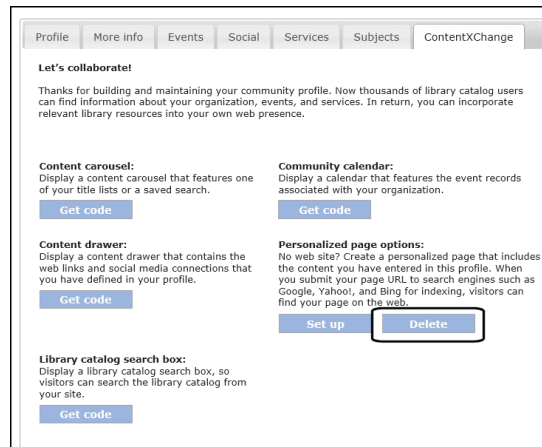 Profile More info Events Social Services Subjects ContentXChange
Let's collaborate!
Thanks for building and maintaining your community profile. Now thousands of library catalog users
can find information about your organization, events, and services. In return, you can incorporate
relevant library resources into your own web presence.
Content carousel:
Display a content carousel that features one
of your title lists or a saved search.
Get code
Community calendar:
Display a calendar that features the event records
associated with your organization.
Get code
Content drawer:
Display a content drawer that contains the
web links and social media connections that
you have defined in your profile.
Get code
Personalized page options:
No web site? Create a personalized page that includes
the content you have entered in this profile. When
you submit your page URL to search engines such as
Google, Yahoo!, and Bing for indexing, visitors can
find your page on the web.
Set up Delete
Library catalog search box:
Display a library catalog search box, so
visitors can search the library catalog from
your site.
Get code